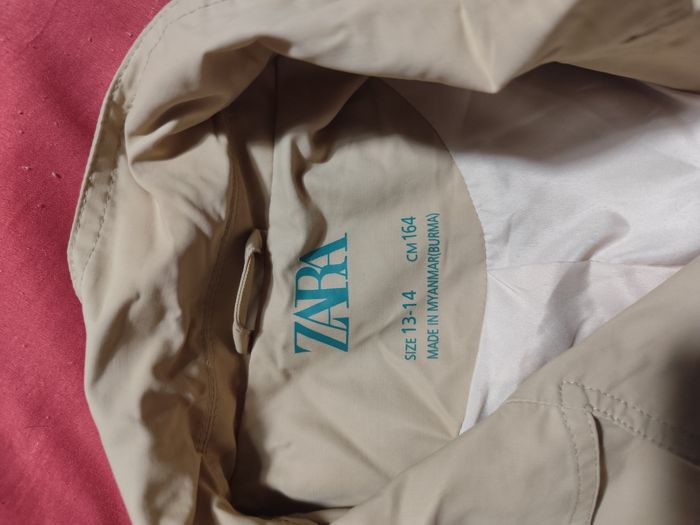 ZARA
SIZE 13-14 CM 164
MADE IN MYANMAR(BURMA)